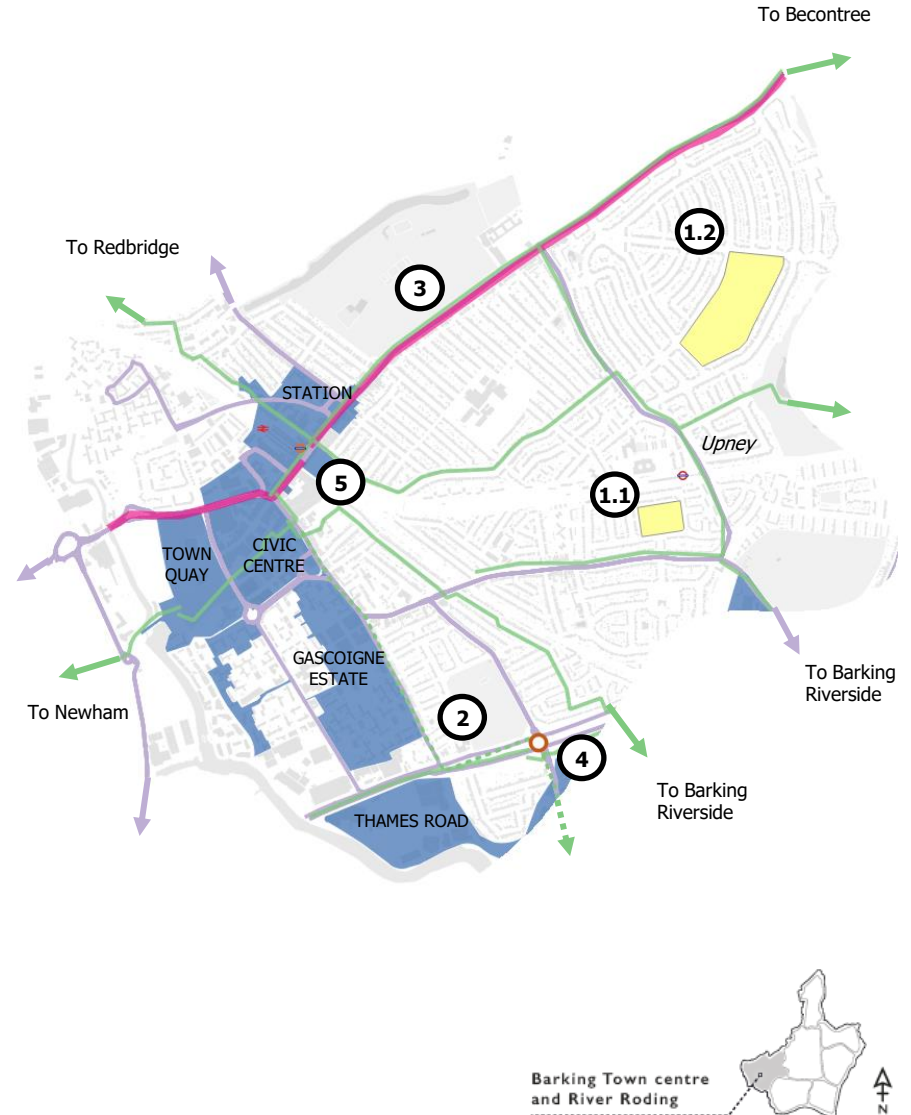 To Becontree
1.2
To Redbridge
3
STATION
Upney
5
1.1
TOWN
QUAY
CIVIC
CENTRE
GASCOIGNE
ESTATE
To Barking
Riverside
To Newham
2
4
To Barking
Riverside
THAMES ROAD
Barking Town centre
and River Roding
N